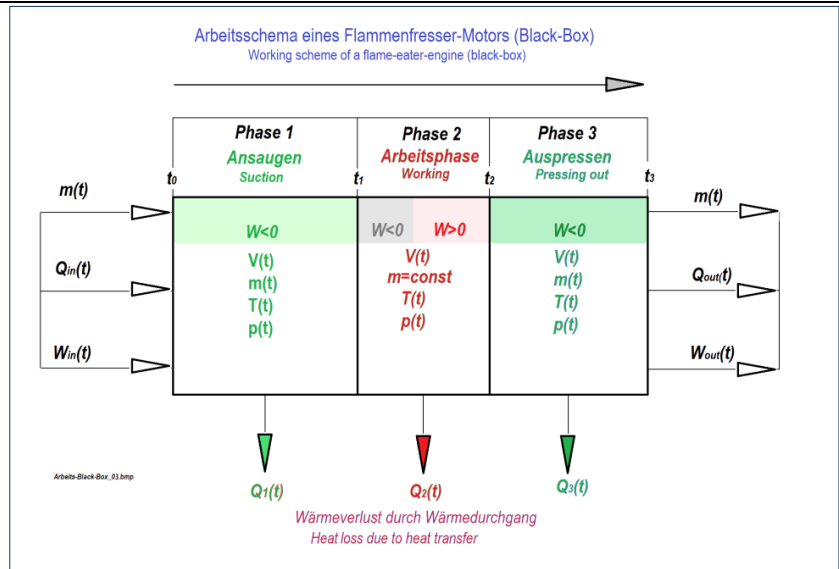 Arbeitsschema eines Flammenfresser-Motors (Black-Box)
Working scheme of a flame-eater-engine (black-box)
Phase 1
Phase 2
Phase 3
Ansaugen
Suction
Arbeitsphase
Working
Auspressen
Pressing out
t0
t1
t2
t3
m(t)
Qin(t)
Win(t)
W<0
V(t)
m(t)
T(t)
p(t)
W<0
W>0
V(t)
m=const
T(t)
p(t)
W<0
V(t)
m(t)
T(t)
p(t)
m(t)
Qout(t)
Wout(t)
Q1(t)
Q2(t)
Q3(t)
Arbeits-Black-Box_03.bmp
Wärmeverlust durch Wärmedurchgang
Heat loss due to heat transfer